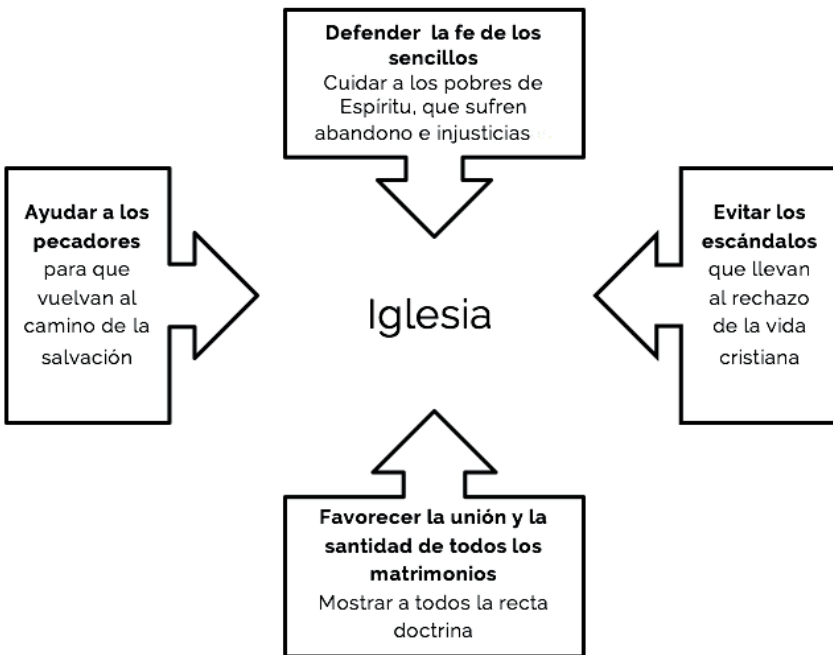 Defender la fe de los
sencillos
Cuidar a los pobres de
Espíritu, que sufren
abandono e injusticias
Ayudar a los
pecadores
para que
vuelvan al
camino de la
salvación
Iglesia
Evitar los
escándalos
que llevan
al rechazo
de la vida
cristiana
Favorecer la unión y la
santidad de todos los
matrimonios
Mostrar a todos la recta
doctrina